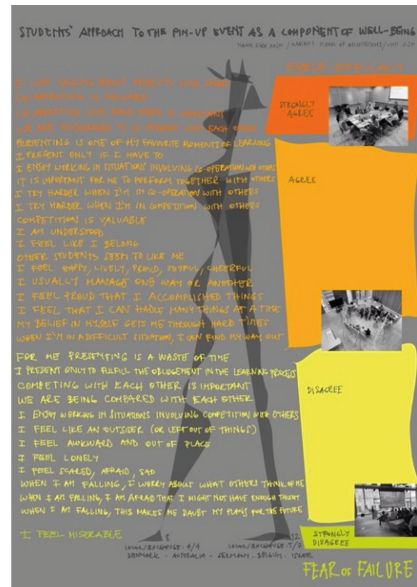 STUDENTS' APPROACH TO THE PIN-UP EVENT AS A COMPONENT OF WELL-BEING
STRONGLY
AGREE
PRESENTING IS ONE OF MY FAVORITE MOMENTS OF LEARNING
I PRESENT ONLY IF I HAVE TO
I ENJOY WORKING IN SITUATIONS INVOLVING CO-OPERATION WITH OTHERS
IT IS IMPORTANT FOR ME TO PERFORM TOGETHER WITH OTHERS
I TRY HARDER WHEN I'M IN CO-OPERATION WITH OTHERS
I TRY HARDER WHEN I'M IN COMPETITION WITH OTHERS
COMPETITION IS VALUABLE
I AM UNDERSTOOD
I FEEL LIKE I BELONG
OTHER STUDENTS SEEM TO LIKE ME
I FEEL HAPPY, LIVELY, PROUD, JOYFUL, CHEERFUL
I USUALLY MANAGE ONE WAY OR ANOTHER
I FEEL PROUD THAT I ACCOMPLISHED THINGS
I FEEL THAT I CAN HANDLE MANY THINGS AT A TIME
MY BELIEF IN MYSELF GETS ME THROUGH HARD TIMES
WHEN I'M IN A DIFFICULT SITUATION, I CAN FIND MY WAY OUT
AGREE
FOR ME PRESENTING IS A WASTE OF TIME
I PRESENT ONLY TO FULFILL THE OBLIGEMENT IN THE LEARNING PROCESS
COMPETING WITH EACH OTHER IS IMPORTANT
WE ARE BEING COMPARED WITH EACH OTHER
I ENJOY WORKING IN SITUATIONS INVOLVING COMPETITION WITH OTHERS
I FEEL LIKE AN OUTSIDER (OR LEFT OUT OF THINGS)
I FEEL AWKWARD AND OUT OF PLACE
I FEEL LONELY
I FEEL SCARED, AFRAID, SAD
WHEN I AM FALLING, I WORRY ABOUT WHAT OTHERS THINK OF ME
WHEN I AM FALLING, I AM AFRAID THAT I MIGHT NOT HAVE ENOUGH TALENT
WHEN I AM FALLING, THIS MAKES ME DOUBT MY PLANS FOR THE FUTURE
DISAGREE
I FEEL MISERABLE
STRONGLY
DISAGREE
DENMARK - AUSTRALIA - GERMANY, BELGIUM,
FEAR OF FAILURE